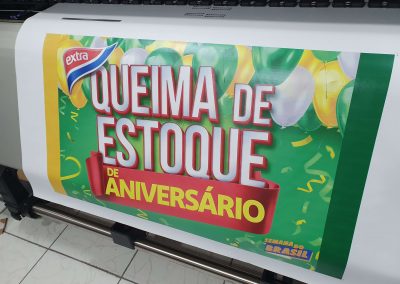 extra
QUEIMA DE
ESTOQUE
DE
ANIVERSÁRIO
SEMANA DO
BRASIL